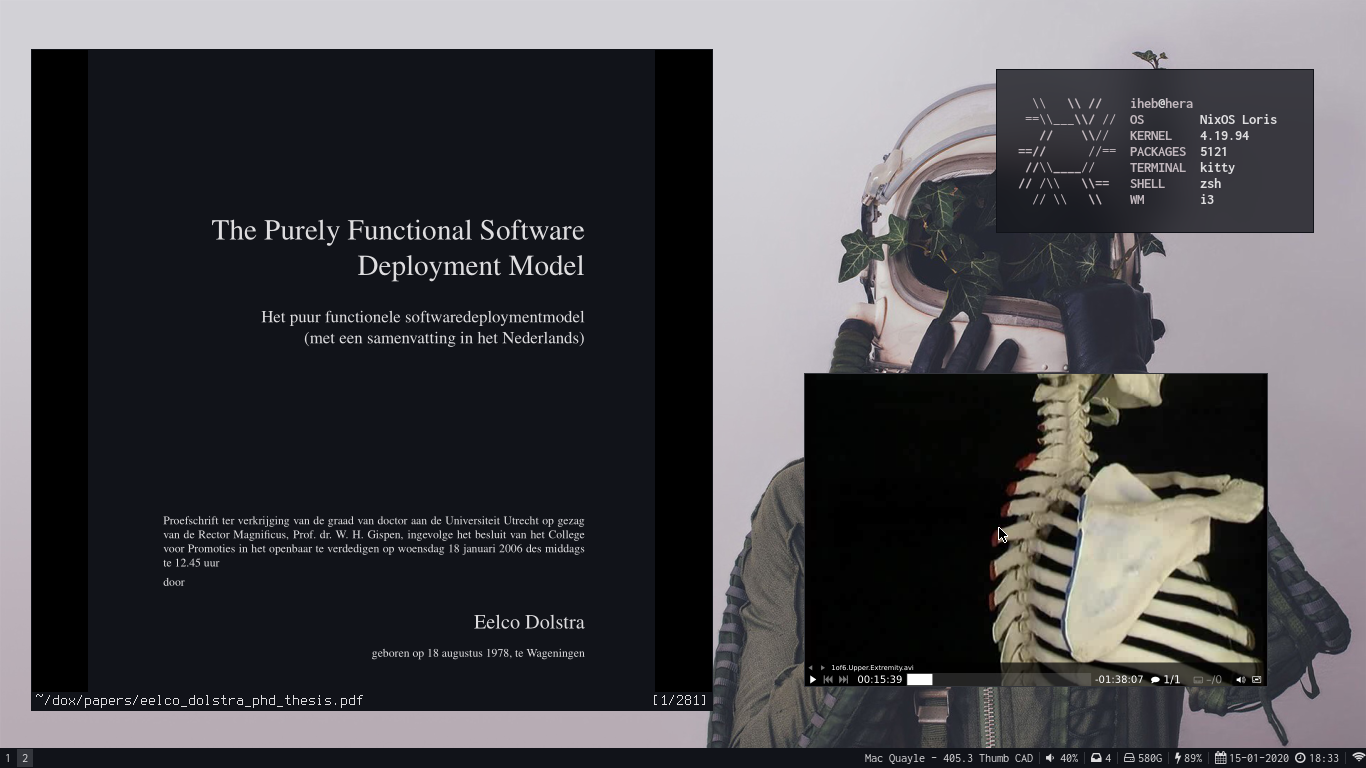 The Purely Functional Software
Deployment Model
Het puur functionele softwaredeploymentmodel
(met een samenvatting in het Nederlands)
Proefschrift ter verkrijging van de graad van doctor aan de Universiteit Utrecht op gezag
van de Rector Magnificus, Prof. dr. W. H. Gispen, ingevolge het besluit van het College
voor Promoties in het openbaar te verdedigen op woensdag 18 januari 2006 des middags
te 12.45 uur
door
Eelco Dolstra
geboren op 18 augustus 1978, te Wageningen
~/dox/papers/eelco_dolstra_phd_thesis.pdf [1/281]
iheb@hera
OS NixOS Loris
KERNEL 4.19.94
PACKAGES 5121
TERMINAL kitty
SHELL zsh
WM i3
1of6.Upper.Extremity.avi
00:15:39 -01:38:07 1/1 –/0
1 2 Mac Quayle - 405.3 Thumb CAD 40% 4 580G 89% 15-01-2020 18:33